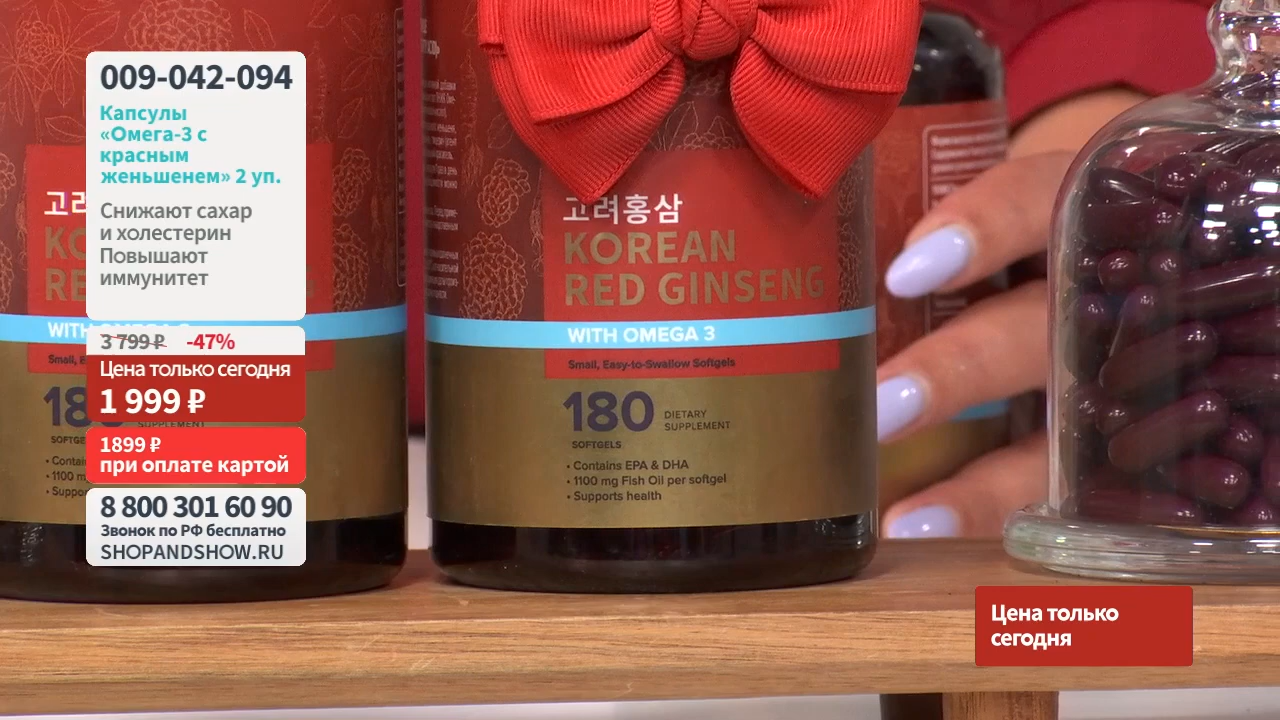 009-042-094
Капсулы
«Омега-3 с
красным
женьшенем» 2 уп.
Снижают сахар
и холестерин
Повышают
иммунитет
3 799 ₽ -47%
Цена только сегодня
1 999 ₽
1899 ₽
при оплате картой
8 800 301 60 90
Звонок по РФ бесплатно
SHOPANDSHOW.RU
고려홍삼
KOREAN
RED GINSENG
WITH OMEGA 3
Small, Easy-to-Swallow Softgels
180 DIETARY
SUPPLEMENT
SOFTGELS
• Contains EPA & DHA
• 1100 mg Fish Oil per softgel
• Supports health
Цена только
сегодня